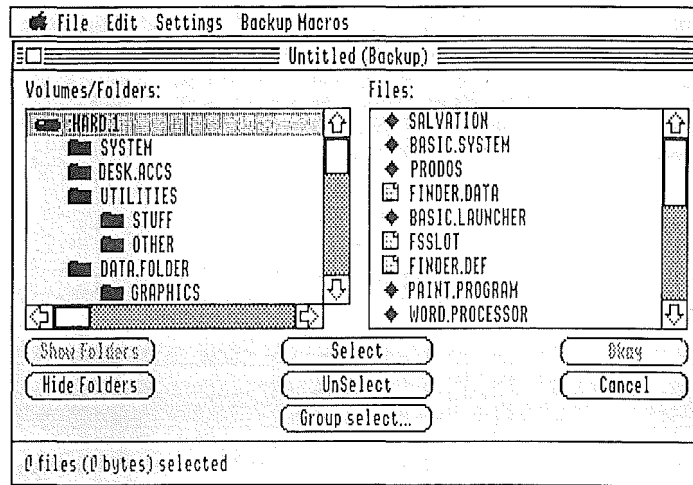 File Edit Settings Backup Macros
Untitled (Backup)
Volumes/Folders:
:HARD.1
SYSTEM
DESK.ACCS
UTILITIES
STUFF
OTHER
DATA.FOLDER
GRAPHICS
Files:
SALVATION
BASIC.SYSTEM
PRODOS
FINDER.DATA
BASIC.LAUNCHER
FSSLOT
FINDER.DEF
PAINT.PROGRAM
WORD.PROCESSOR
Show Folders
Select
Okay
Hide Folders
UnSelect
Cancel
Group select...
0 files (0 bytes) selected